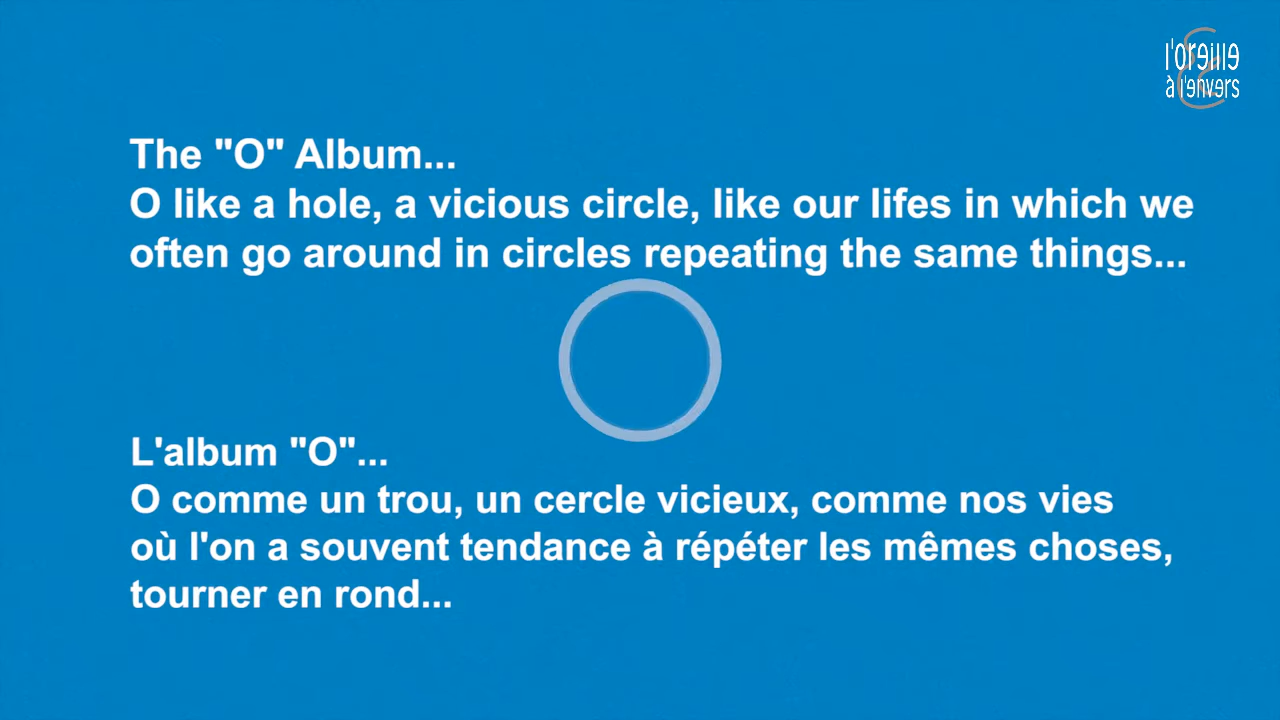 l'oreille
à l'envers
The "O" Album...
O like a hole, a vicious circle, like our lifes in which we
often go around in circles repeating the same things...
L'album "O"...
O comme un trou, un cercle vicieux, comme nos vies
où l'on a souvent tendance à répéter les mêmes choses,
tourner en rond...